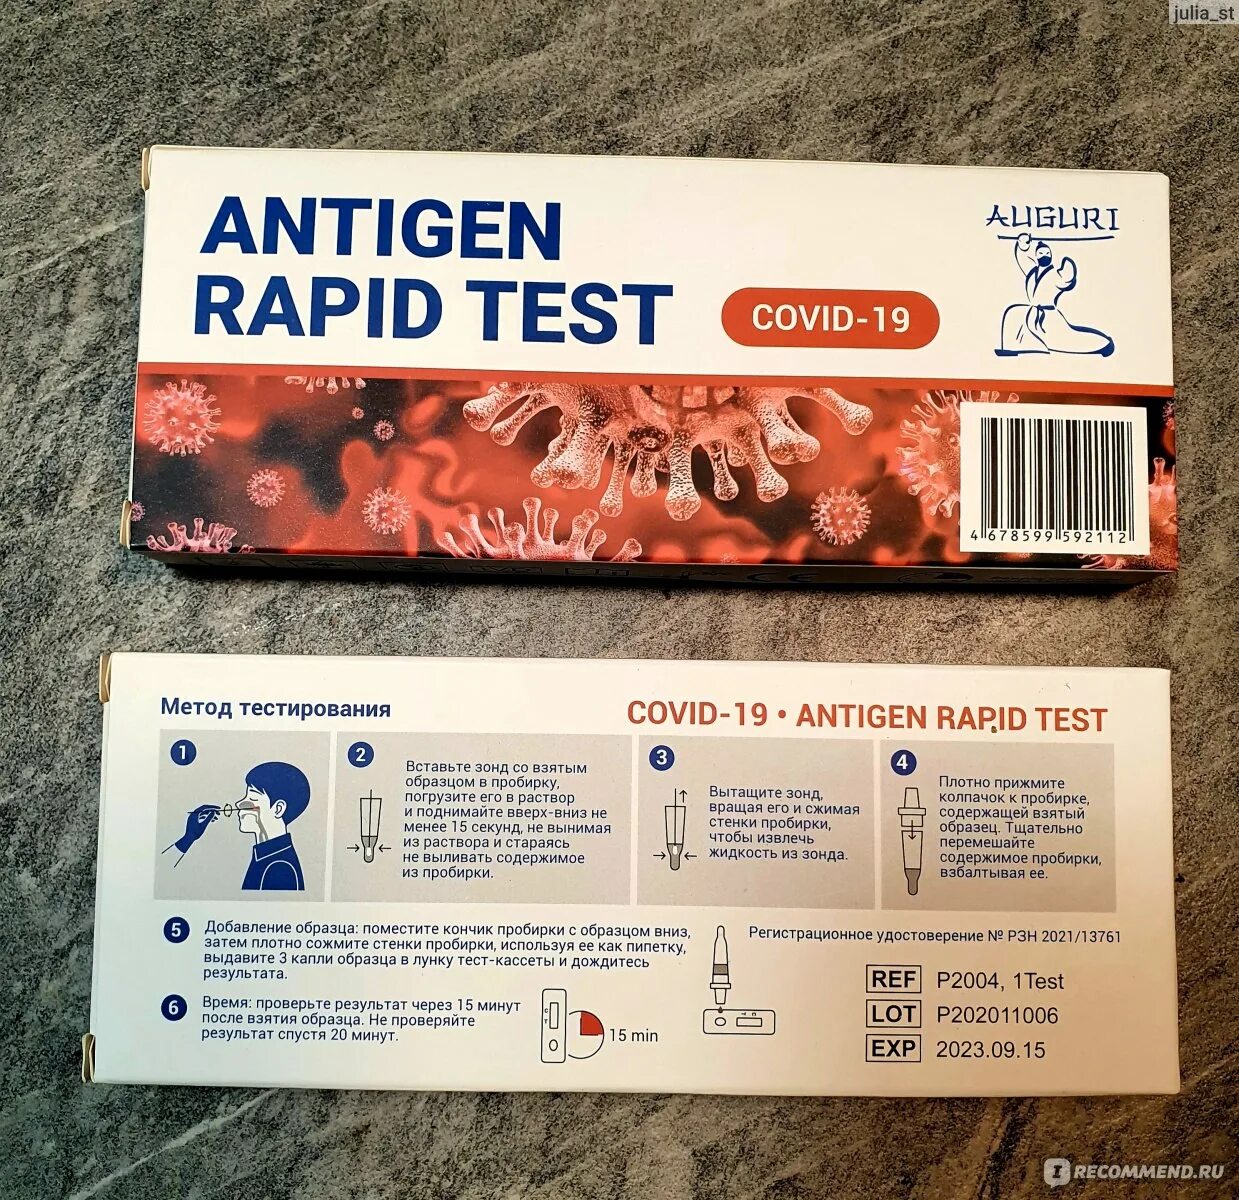 julia_st
ANTIGEN
RAPID TEST
COVID-19
AUGURI
4 678599 592112
Метод тестирования
COVID-19 • ANTIGEN RAPID TEST
1
2
Вставьте зонд со взятым
образцом в пробирку,
погрузите его в раствор
и поднимайте вверх-вниз не
менее 15 секунд, не вынимая
из раствора и стараясь
не выливать содержимое
из пробирки.
3
Вытащите зонд,
вращая его и сжимая
стенки пробирки,
чтобы извлечь
жидкость из зонда.
4
Плотно прижмите
колпачок к пробирке,
содержащей взятый
образец. Тщательно
перемешайте
содержимое пробирки,
взбалтывая ее.
5
Добавление образца: поместите кончик пробирки с образцом вниз,
затем плотно сожмите стенки пробирки, используя ее как пипетку,
выдавите 3 капли образца в лунку тест-кассеты и дождитесь
результата.
6
Время: проверьте результат через 15 минут
после взятия образца. Не проверяйте
результат спустя 20 минут.
15 min
Регистрационное удостоверение № РЗН 2021/13761
REF P2004, 1Test
LOT P202011006
EXP 2023.09.15
IRECOMMEND.RU